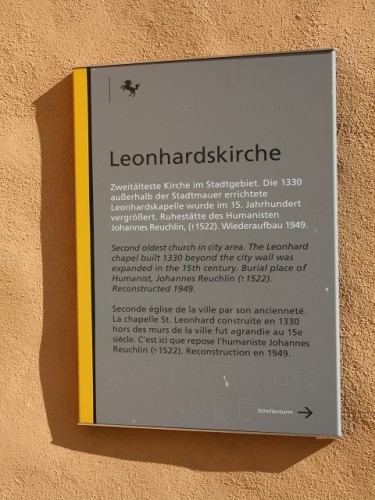 Leonhardskirche
Zweitälteste Kirche im Stadtgebiet. Die 1330
außerhalb der Stadtmauer errichtete
Leonhardskapelle wurde im 15. Jahrhundert
vergrößert. Ruhestätte des Humanisten
Johannes Reuchlin, (†1522). Wiederaufbau 1949.
Second oldest church in city area. The Leonhard
chapel built 1330 beyond the city wall was
expanded in the 15th century. Burial place of
Humanist, Johannes Reuchlin (†1522).
Reconstructed 1949.
Seconde église de la ville par son ancienneté.
La chapelle St. Leonhard construite en 1330
hors des murs de la ville fut agrandie au 15e
siècle. C'est ici que repose l'humaniste Johannes
Reuchlin (†1522). Reconstruction en 1949.
Schellenturm →